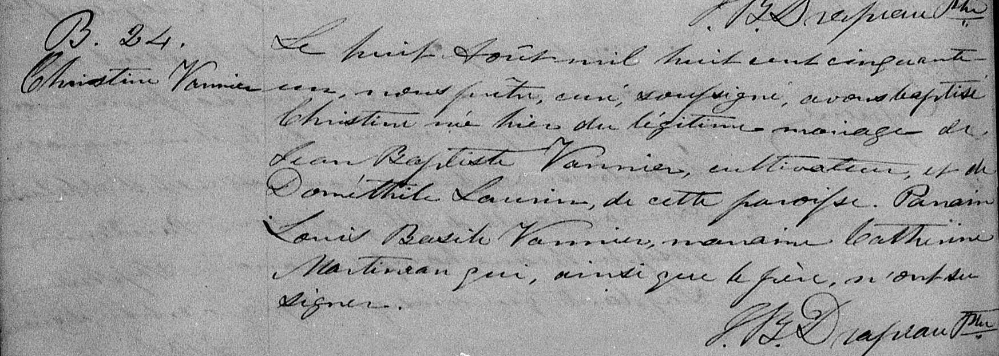 J. B. Drapeau Ptre
B. 24.
Christine Vannier
Le huit Août mil huit cent cinquante-
un, nous prêtre, curé, soussigné, avons baptisé
Christine née hier du légitime mariage de
Jean Baptiste Vannier, cultivateur, et de
Dométhile Laurin, de cette paroisse. Parrain
Louis Basile Vannier, marraine Catherine
Martineau qui, ainsi que le père, n'ont su
signer.
J. B. Drapeau Ptre